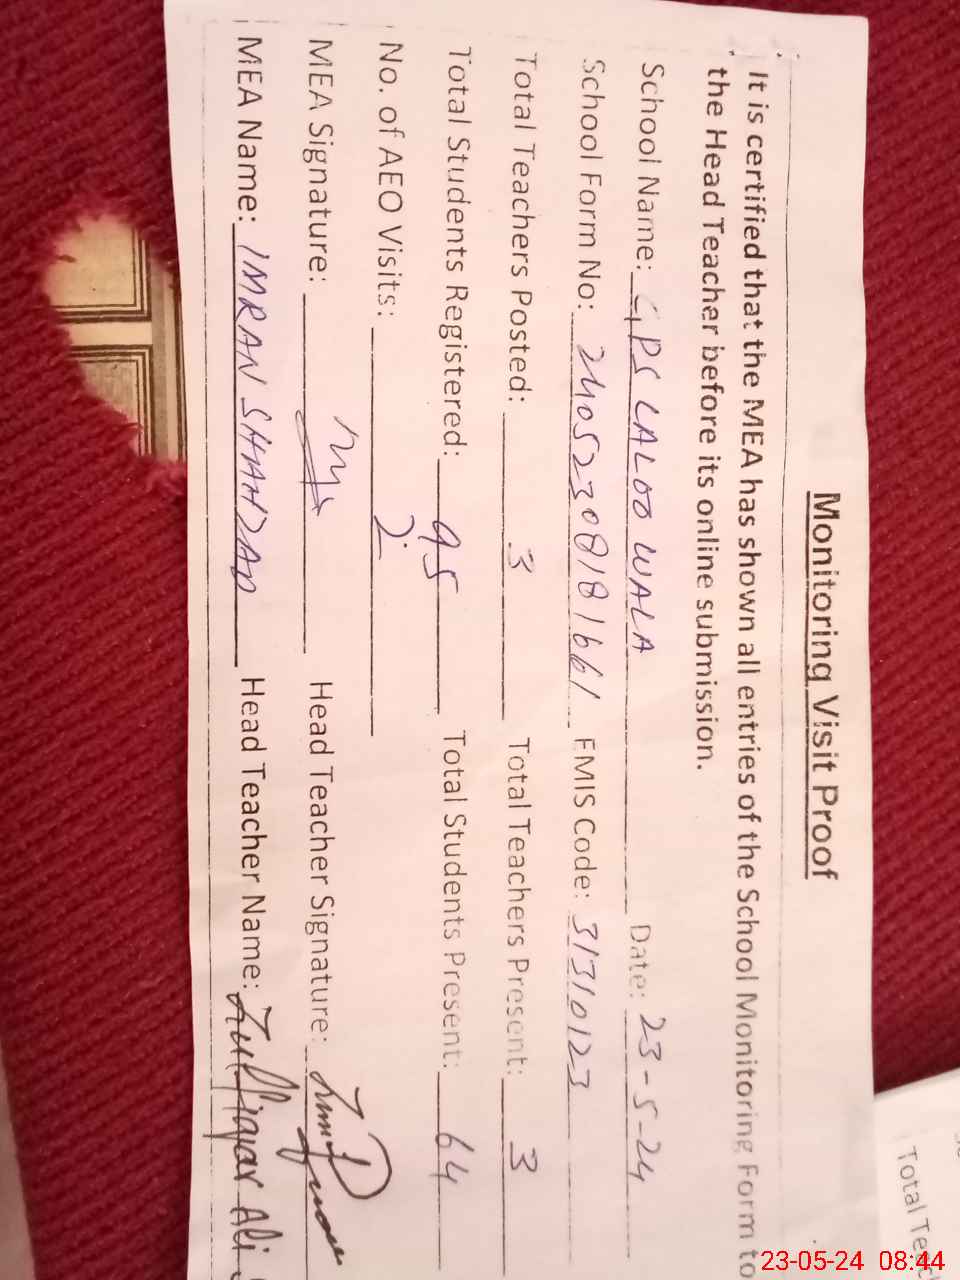 Monitoring Visit Proof
It is certified that the MEA has shown all entries of the School Monitoring Form to
the Head Teacher before its online submission.
School Name: GPS LALOO WALA Date: 23-5-24
School Form No: 24052308181661 EMIS Code: 31310123
Total Teachers Posted: 3 Total Teachers Present: 3
Total Students Registered: 95 Total Students Present: 64
No. of AEO Visits: 2
MEA Signature: Head Teacher Signature:
MEA Name: IMRAN SHAHZAD Head Teacher Name: Zulfiqar Ali
Total Teac
23-05-24 08:44